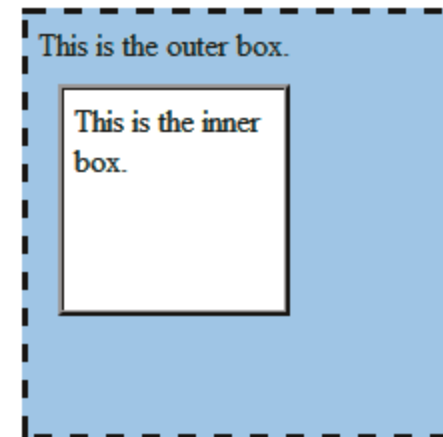 This is the outer box.
This is the inner
box.